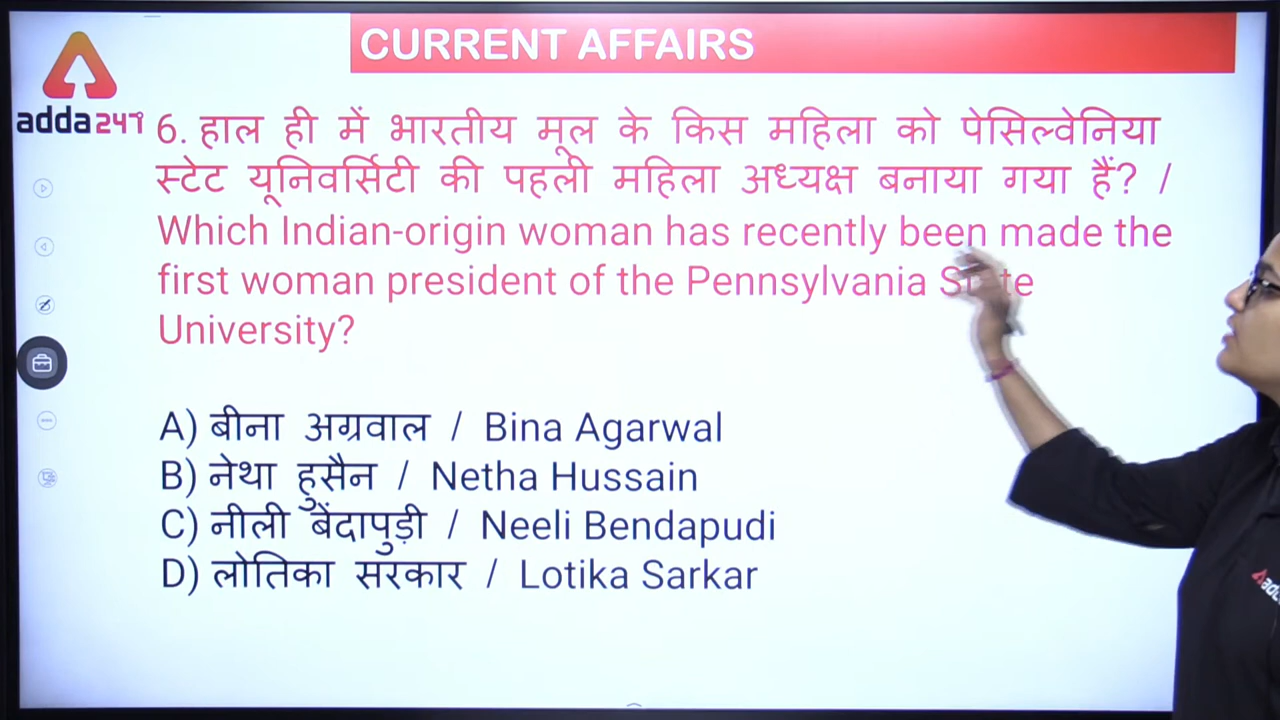 CURRENT AFFAIRS
adda247
6. हाल ही में भारतीय मूल के किस महिला को पेसिल्वेनिया
स्टेट यूनिवर्सिटी की पहली महिला अध्यक्ष बनाया गया हैं? /
Which Indian-origin woman has recently been made the
first woman president of the Pennsylvania State
University?
A) बीना अग्रवाल / Bina Agarwal
B) नेथा हुसैन / Netha Hussain
C) नीली बेंदापुड़ी / Neeli Bendapudi
D) लोतिका सरकार / Lotika Sarkar